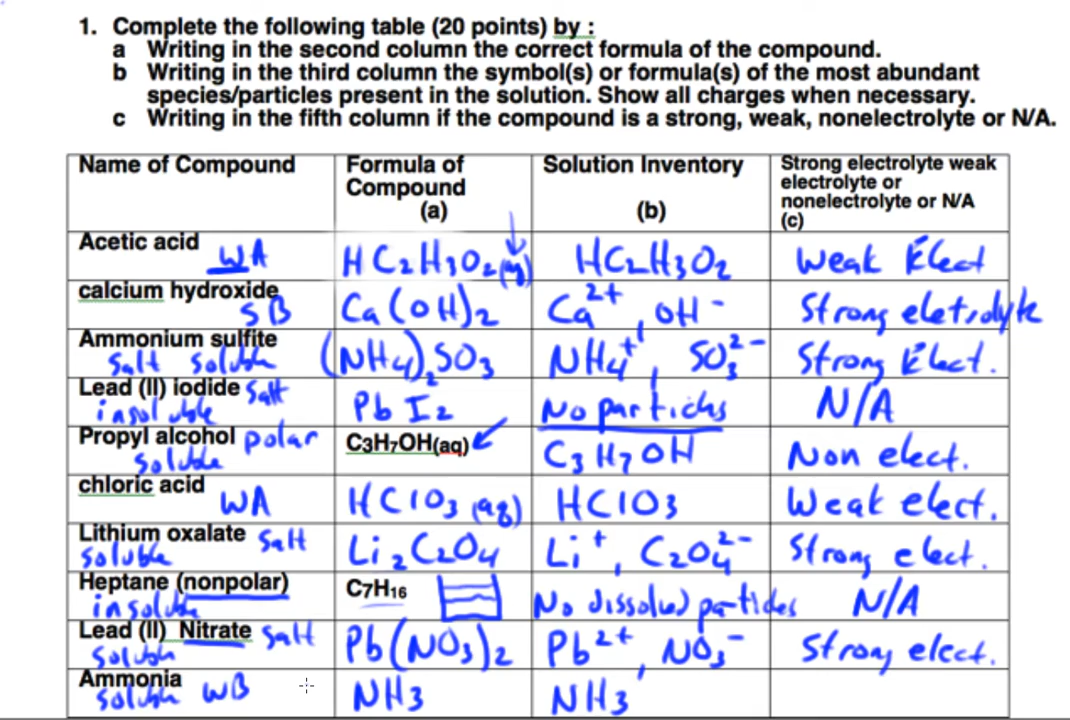 1. Complete the following table (20 points) by :
a Writing in the second column the correct formula of the compound.
b Writing in the third column the symbol(s) or formula(s) of the most abundant
species/particles present in the solution. Show all charges when necessary.
c Writing in the fifth column if the compound is a strong, weak, nonelectrolyte or N/A.
Name of Compound
Formula of
Compound
(a)
Solution Inventory
(b)
Strong electrolyte weak
electrolyte or
nonelectrolyte or N/A
(c)
Acetic acid WA
HC2H3O2(aq)
HC2H3O2
Weak Elect
calcium hydroxide
SB
Ca(OH)2
Ca2+, OH-
Strong eletrolyte
Ammonium sulfite
Salt soluble
(NH4)2SO3
NH4+, SO32-
Strong Elect.
Lead (II) iodide Salt
insoluble
PbI2
No particles
N/A
Propyl alcohol polar
soluble
C3H7OH(aq)
C3H7OH
Non elect.
chloric acid
WA
HClO3(aq)
HClO3
Weak elect.
Lithium oxalate Salt
soluble
Li2C2O4
Li+, C2O42-
Strong elect.
Heptane (nonpolar)
insoluble
C7H16
No dissolved particles
N/A
Lead (II) Nitrate Salt
soluble
Pb(NO3)2
Pb2+, NO3-
Strong elect.
Ammonia
soluble WB
NH3
NH3